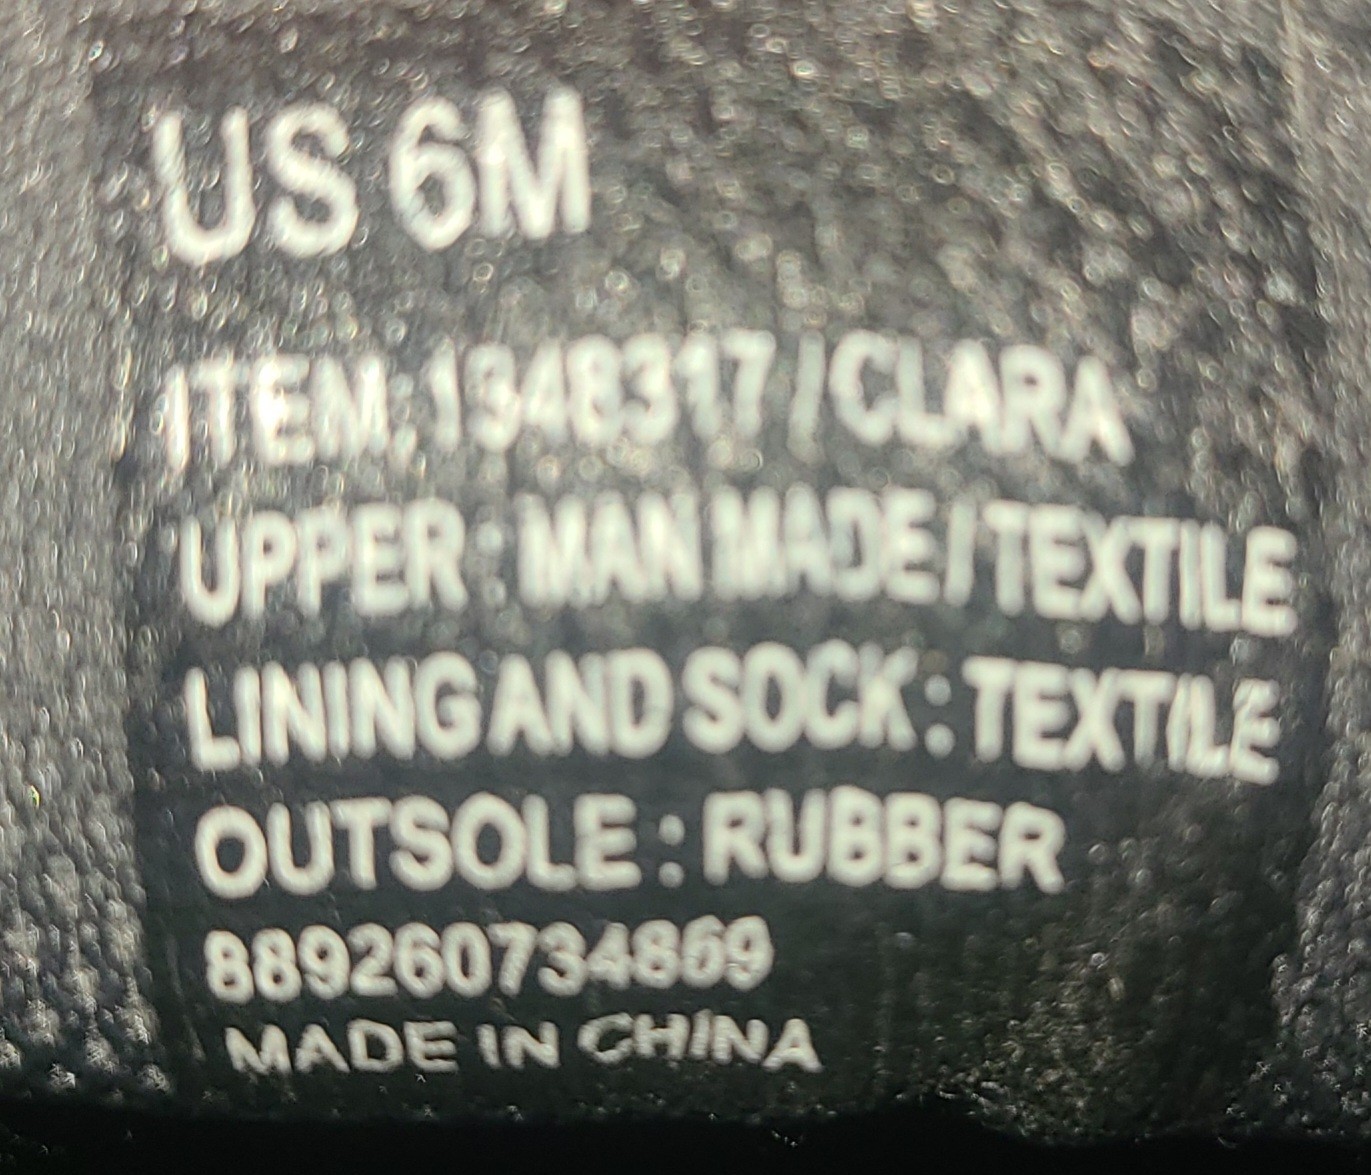 US 6M
ITEM: 1348317 / CLARA
UPPER : MAN MADE / TEXTILE
LINING AND SOCK : TEXTILE
OUTSOLE : RUBBER
889260734869
MADE IN CHINA